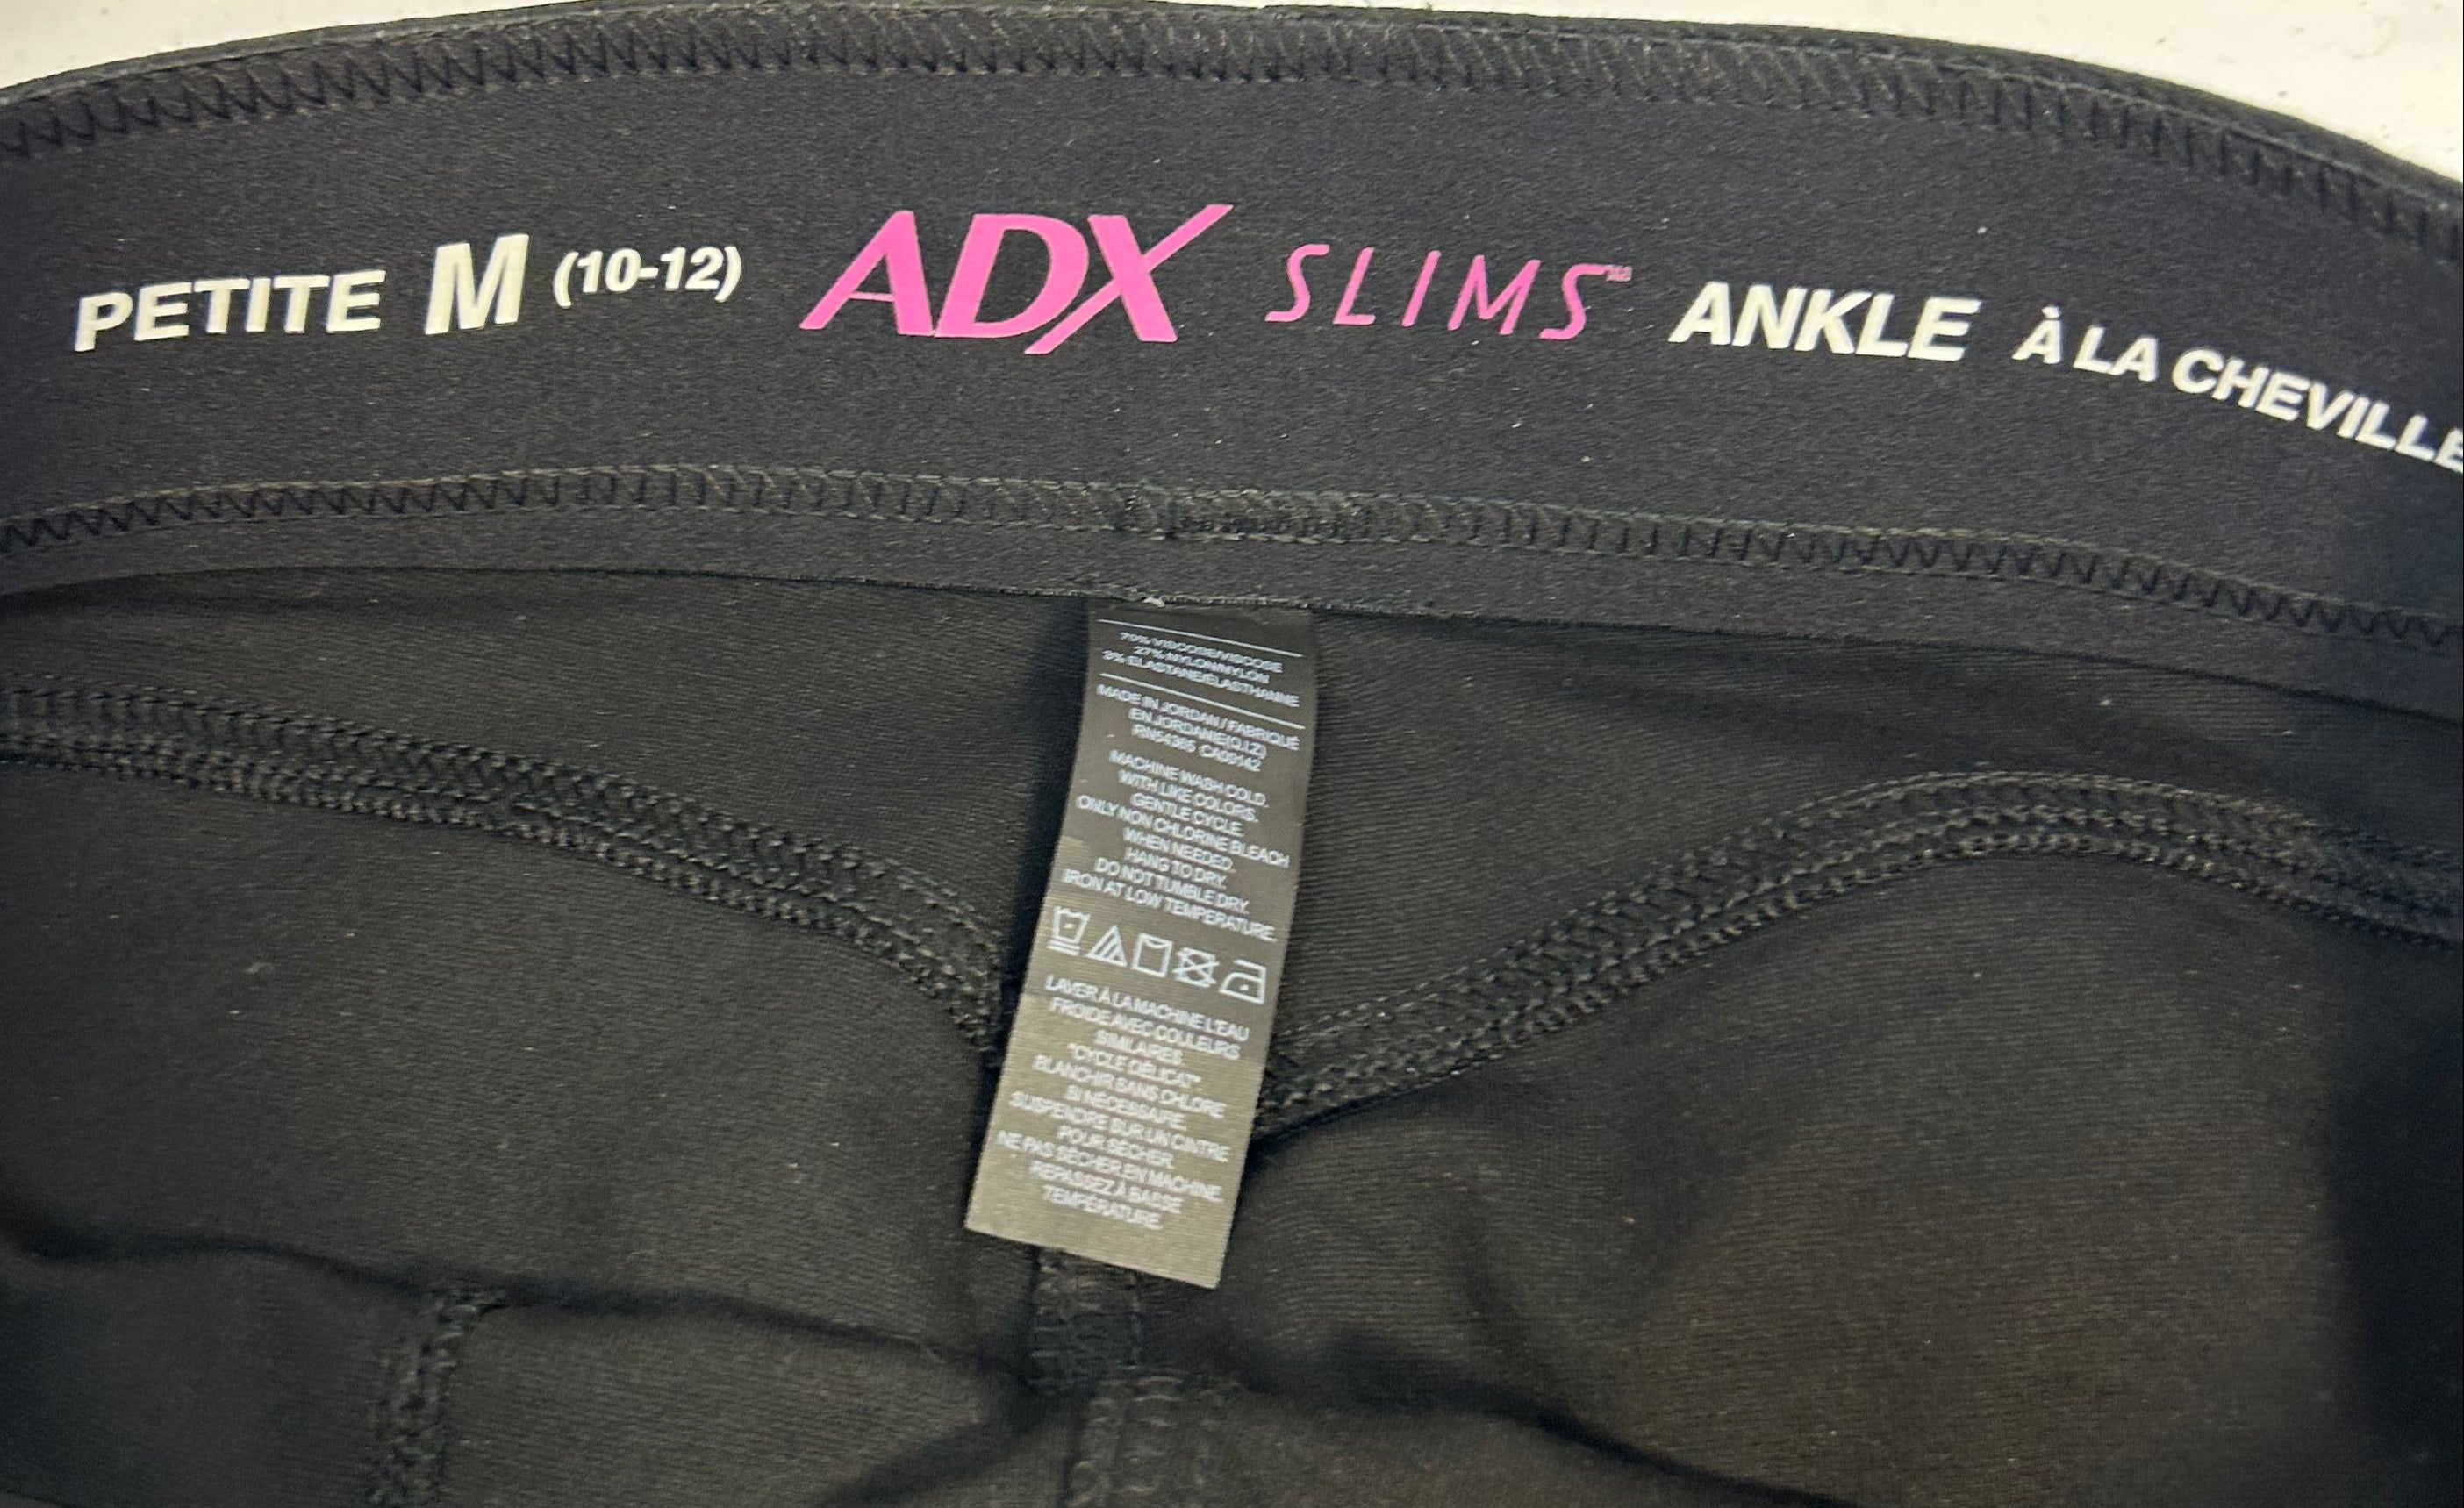 PETITE M (10-12) ADX SLIMS™ ANKLE À LA CHEVILLE
70% VISCOSE/VISCOSE
27% NYLON/NYLON
3% ELASTANE/ÉLASTHANNE
MADE IN JORDAN / FABRIQUÉ
EN JORDANIE(Q.I.Z)
RN54385 CA00142
MACHINE WASH COLD.
WITH LIKE COLORS.
GENTLE CYCLE.
ONLY NON CHLORINE BLEACH
WHEN NEEDED.
HANG TO DRY.
DO NOT TUMBLE DRY.
IRON AT LOW TEMPERATURE.
LAVER À LA MACHINE L'EAU
FROIDE AVEC COULEURS
SIMILAIRES.
"CYCLE DÉLICAT"
BLANCHIR SANS CHLORE
SI NÉCESSAIRE.
SUSPENDRE SUR UN CINTRE
POUR SÉCHER.
NE PAS SÉCHER EN MACHINE.
REPASSEZ À BASSE
TEMPÉRATURE.